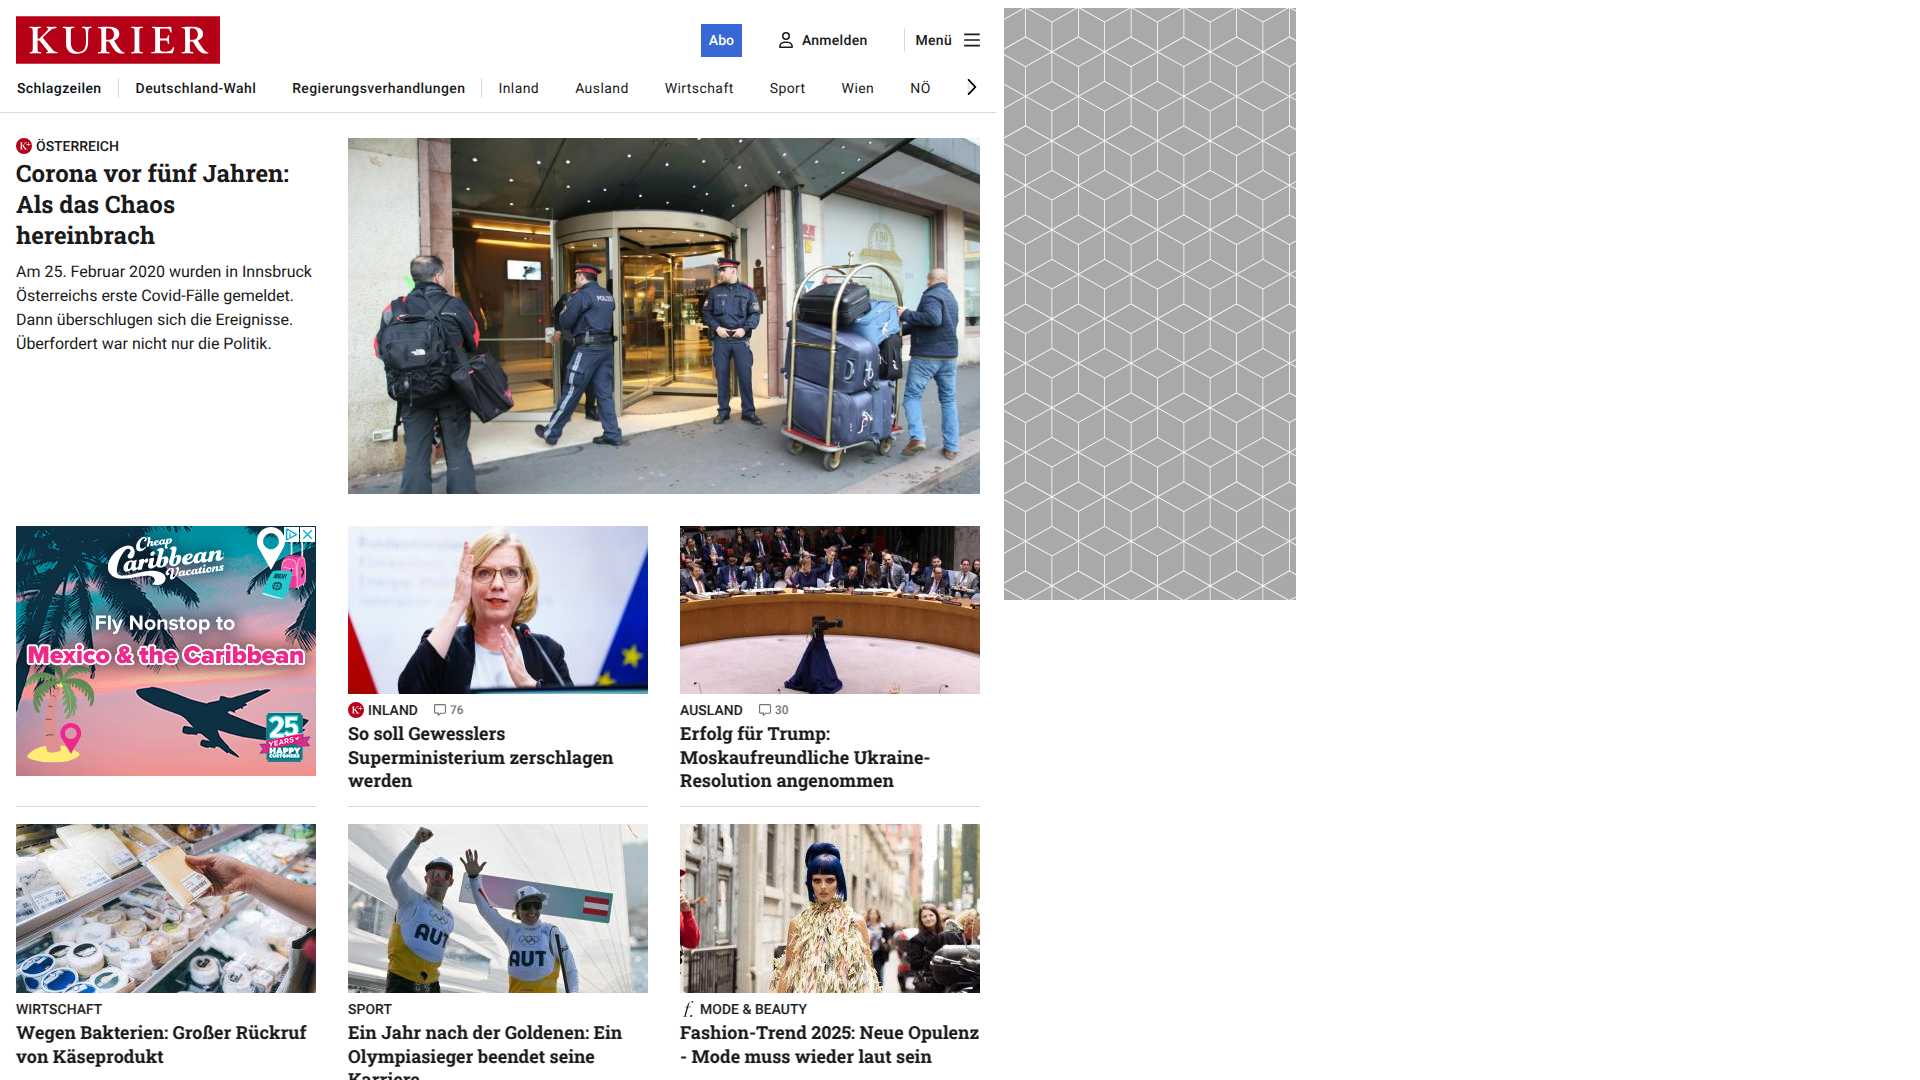 KURIER
Abo
Anmelden
Menü
Schlagzeilen
Deutschland-Wahl
Regierungsverhandlungen
Inland
Ausland
Wirtschaft
Sport
Wien
NÖ
K+ ÖSTERREICH
Corona vor fünf Jahren:
Als das Chaos
hereinbrach
Am 25. Februar 2020 wurden in Innsbruck
Österreichs erste Covid-Fälle gemeldet.
Dann überschlugen sich die Ereignisse.
Überfordert war nicht nur die Politik.
POLIZEI
Cheap
Caribbean
Vacations
Fly Nonstop to
Mexico & the Caribbean
25
YEARS
HAPPY
CUSTOMERS
K+ INLAND 76
So soll Gewesslers
Superministerium zerschlagen
werden
AUSLAND 30
Erfolg für Trump:
Moskaufreundliche Ukraine-
Resolution angenommen
AUT
AUT
WIRTSCHAFT
Wegen Bakterien: Großer Rückruf
von Käseprodukt
SPORT
Ein Jahr nach der Goldenen: Ein
Olympiasieger beendet seine
Karriere
f. MODE & BEAUTY
Fashion-Trend 2025: Neue Opulenz
- Mode muss wieder laut sein